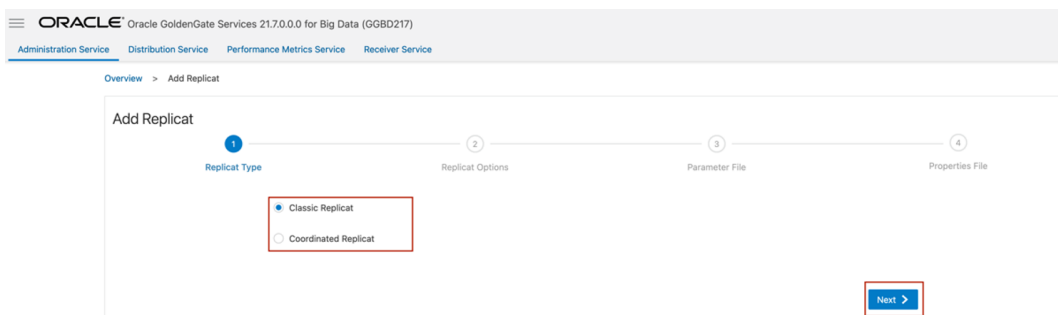 ORACLE Oracle GoldenGate Services 21.7.0.0.0 for Big Data (GGBD217)
Administration Service Distribution Service Performance Metrics Service Receiver Service
Overview > Add Replicat
Add Replicat
1 2 3 4
Replicat Type Replicat Options Parameter File Properties File
Classic Replicat
Coordinated Replicat
Next >